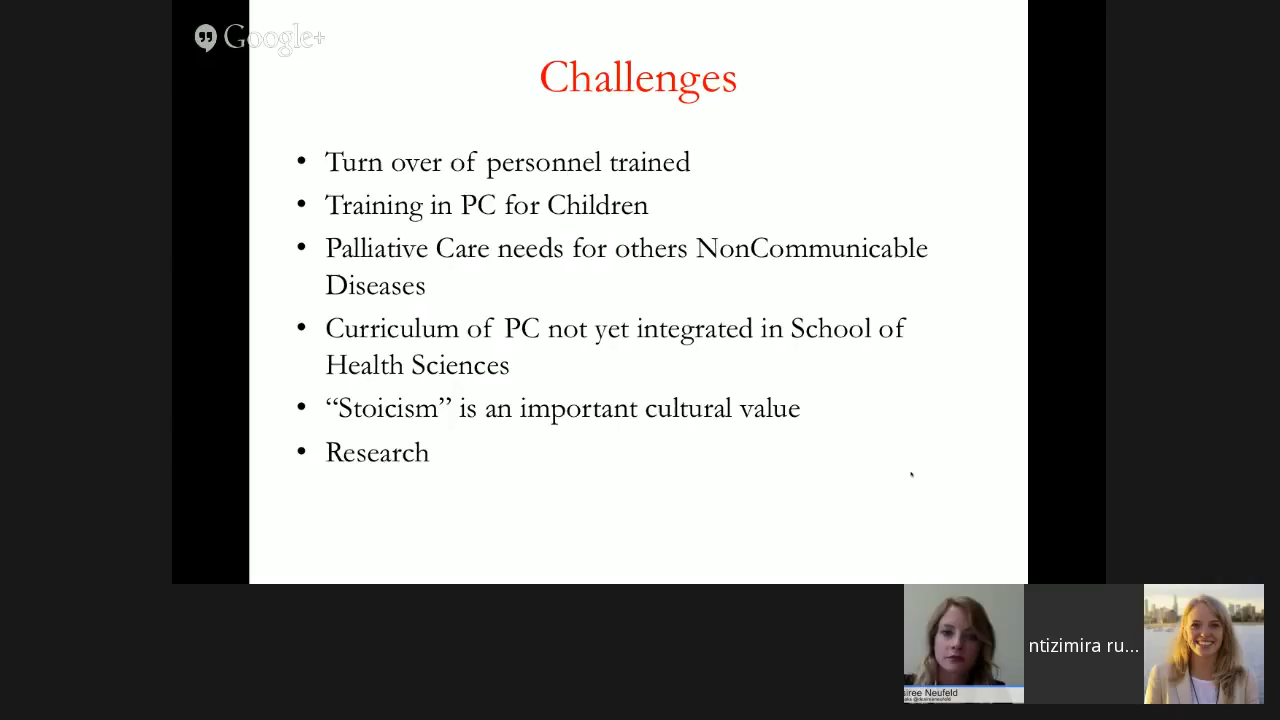 Google+
Challenges
• Turn over of personnel trained
• Training in PC for Children
• Palliative Care needs for others NonCommunicable
Diseases
• Curriculum of PC not yet integrated in School of
Health Sciences
• “Stoicism” is an important cultural value
• Research
ntizimira ru...
siree Neufeld